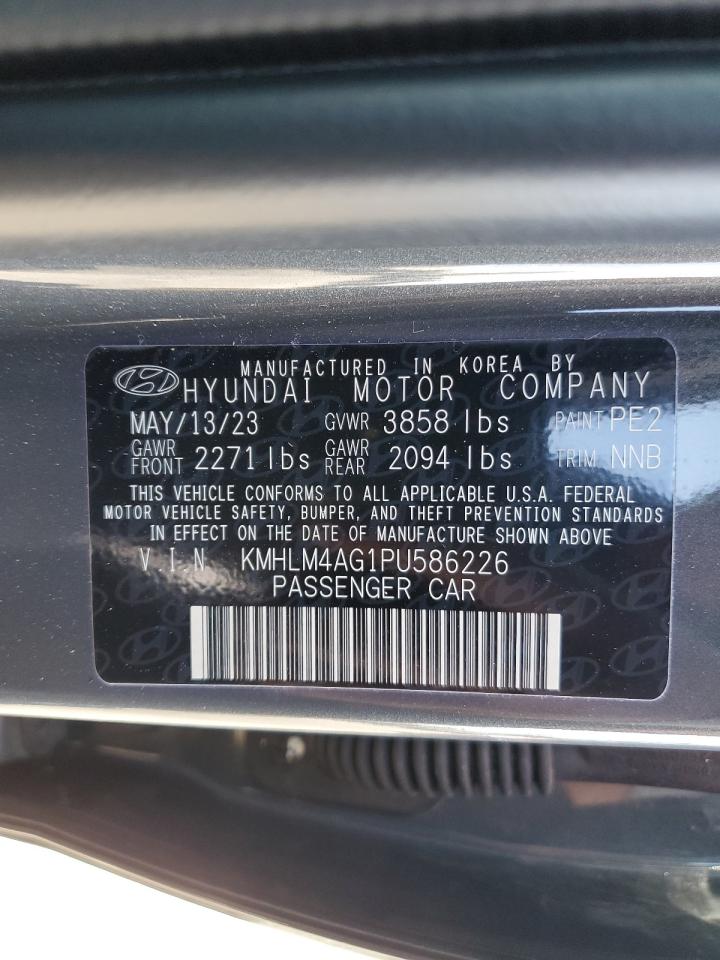 MANUFACTURED IN KOREA BY
HYUNDAI MOTOR COMPANY
MAY/13/23 GVWR 3858 lbs PAINT PE2
GAWR FRONT 2271 lbs GAWR REAR 2094 lbs TRIM NNB
THIS VEHICLE CONFORMS TO ALL APPLICABLE U.S.A. FEDERAL
MOTOR VEHICLE SAFETY, BUMPER, AND THEFT PREVENTION STANDARDS
IN EFFECT ON THE DATE OF MANUFACTURE SHOWN ABOVE
V I N KMHLM4AG1PU586226
PASSENGER CAR